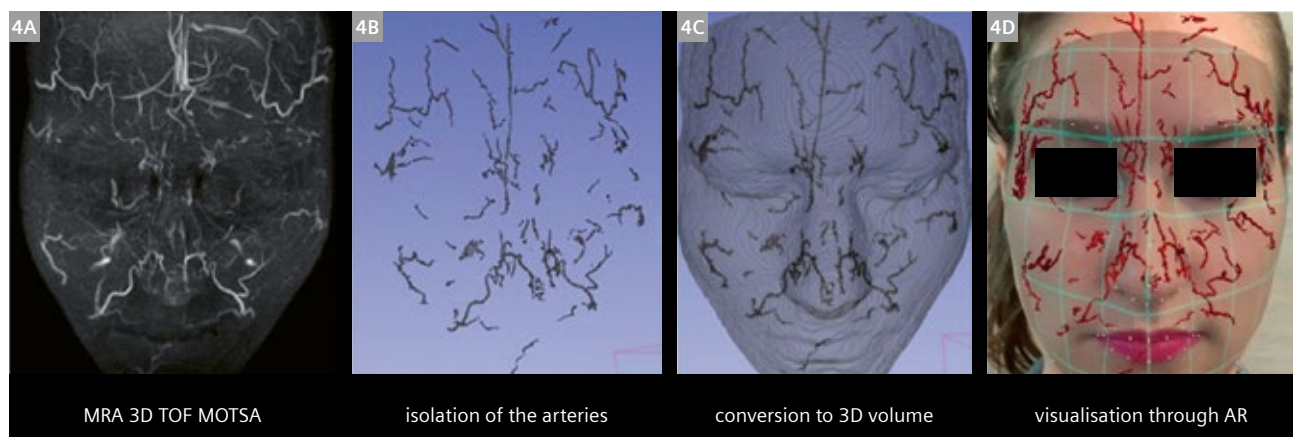 4A
4B
4C
4D
MRA 3D TOF MOTSA
isolation of the arteries
conversion to 3D volume
visualisation through AR